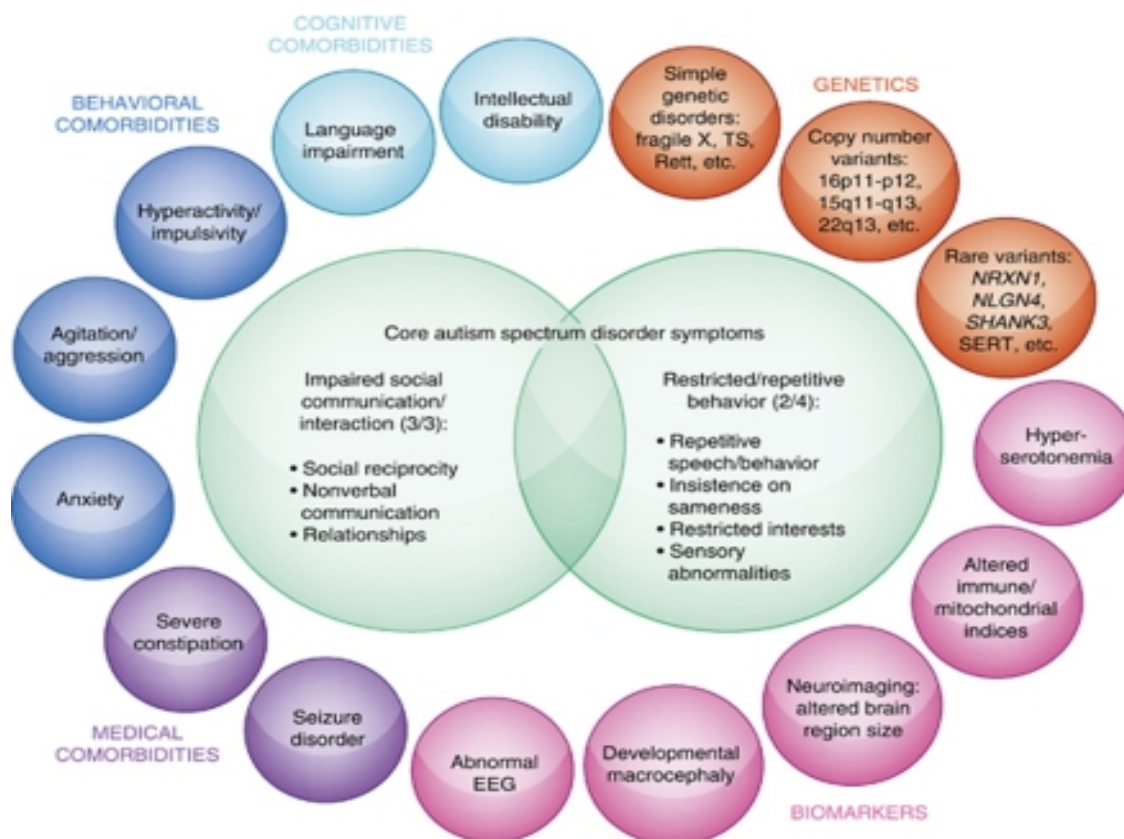 COGNITIVE
COMORBIDITIES
BEHAVIORAL
COMORBIDITIES
Language
impairment
Intellectual
disability
Simple
genetic
disorders:
fragile X, TS,
Rett, etc.
GENETICS
Copy number
variants:
16p11-p12,
15q11-q13,
22q13, etc.
Hyperactivity/
impulsivity
Rare variants:
NRXN1,
NLGN4,
SHANK3,
SERT, etc.
Agitation/
aggression
Core autism spectrum disorder symptoms
Impaired social
communication/
interaction (3/3):
• Social reciprocity
• Nonverbal
communication
• Relationships
Restricted/repetitive
behavior (2/4):
• Repetitive
speech/behavior
• Insistence on
sameness
• Restricted interests
• Sensory
abnormalities
Hyper-
serotonemia
Anxiety
Altered
immune/
mitochondrial
indices
Severe
constipation
Neuroimaging:
altered brain
region size
MEDICAL
COMORBIDITIES
Seizure
disorder
Abnormal
EEG
Developmental
macrocephaly
BIOMARKERS